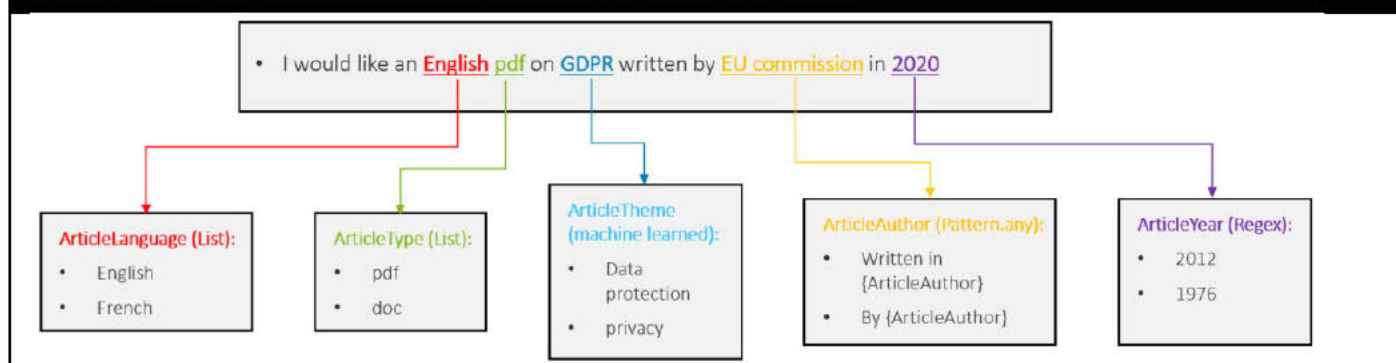 • I would like an English pdf on GDPR written by EU commission in 2020
ArticleLanguage (List):
• English
• French
ArticleType (List):
• pdf
• doc
ArticleTheme
(machine learned):
• Data
protection
• privacy
ArticleAuthor (Pattern.any):
• Written in
{ArticleAuthor}
• By {ArticleAuthor}
ArticleYear (Regex):
• 2012
• 1976